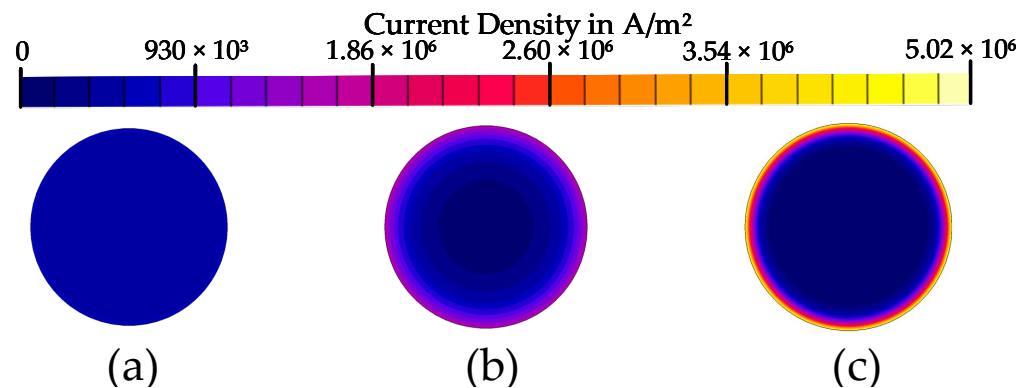 Current Density in A/m²
0 930 × 10³ 1.86 × 10⁶ 2.60 × 10⁶ 3.54 × 10⁶ 5.02 × 10⁶
(a) (b) (c)